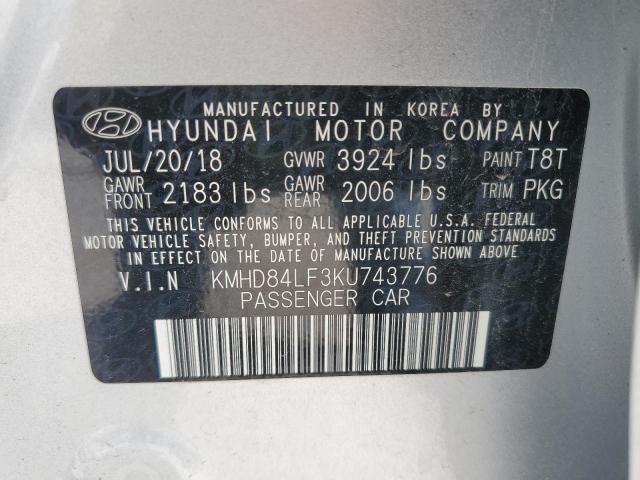 MANUFACTURED IN KOREA BY
HYUNDAI MOTOR COMPANY
JUL/20/18 GVWR 3924 lbs PAINT T8T
GAWR FRONT 2183 lbs GAWR REAR 2006 lbs TRIM PKG
THIS VEHICLE CONFORMS TO ALL APPLICABLE U.S.A. FEDERAL
MOTOR VEHICLE SAFETY, BUMPER, AND THEFT PREVENTION STANDARDS
IN EFFECT ON THE DATE OF MANUFACTURE SHOWN ABOVE.
V.I.N KMHD84LF3KU743776
PASSENGER CAR